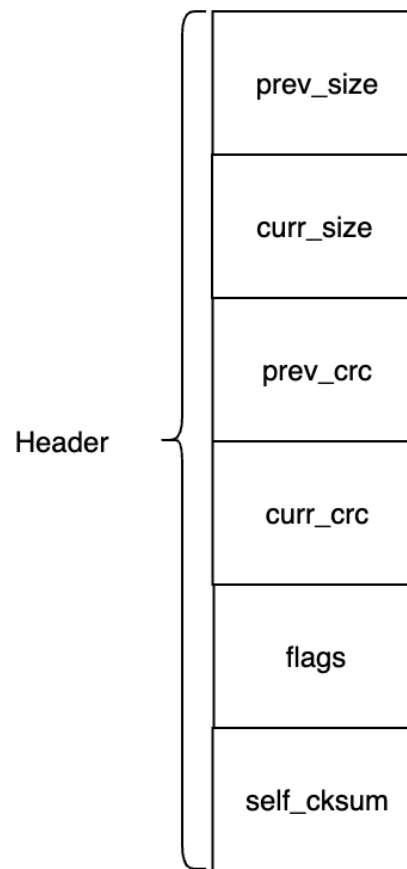 prev_size
curr_size
prev_crc
Header
curr_crc
flags
self_cksum